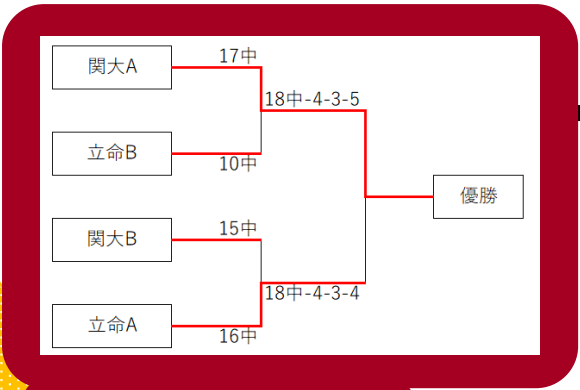 関大A
17中
18中-4-3-5
立命B
10中
優勝
関大B
15中
18中-4-3-4
立命A
16中